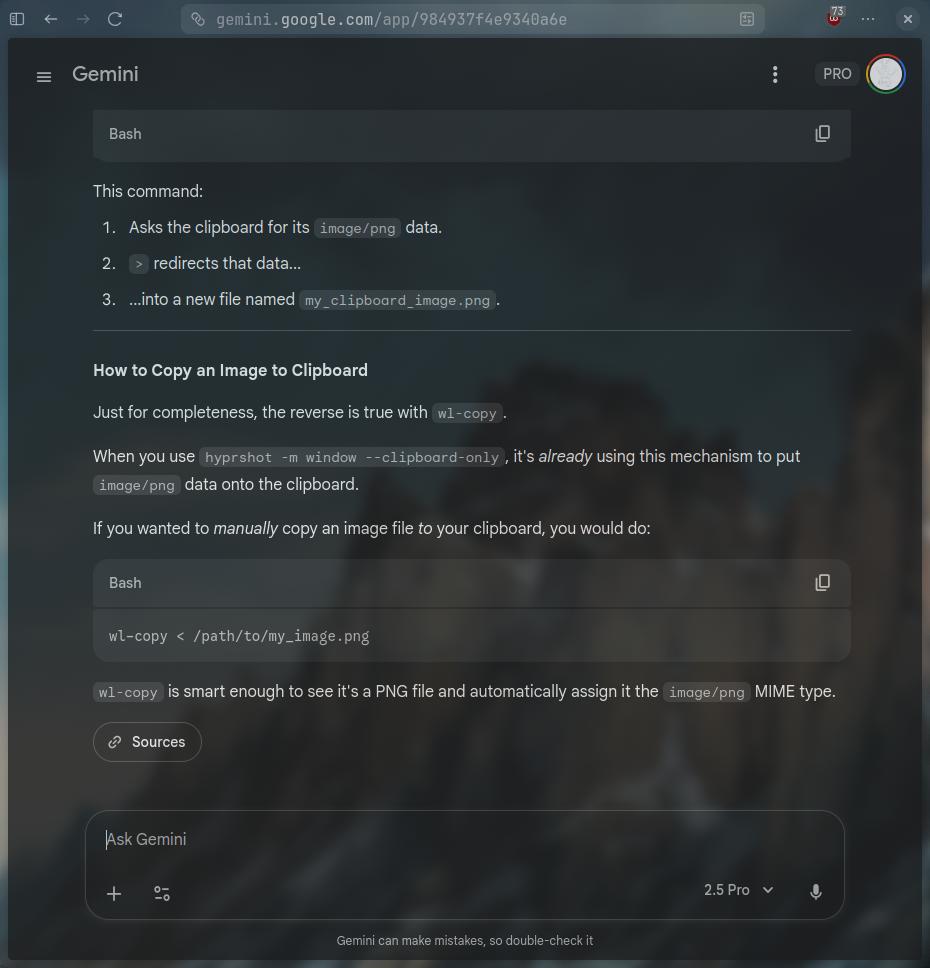 gemini.google.com/app/984937f4e9340a6e
73
Gemini
PRO
Bash
This command:
1. Asks the clipboard for its image/png data.
2. > redirects that data...
3. ...into a new file named my_clipboard_image.png.
How to Copy an Image to Clipboard
Just for completeness, the reverse is true with wl-copy.
When you use hyprshot -m window --clipboard-only, it's already using this mechanism to put
image/png data onto the clipboard.
If you wanted to manually copy an image file to your clipboard, you would do:
Bash
wl-copy < /path/to/my_image.png
wl-copy is smart enough to see it's a PNG file and automatically assign it the image/png MIME type.
Sources
Ask Gemini
2.5 Pro
Gemini can make mistakes, so double-check it